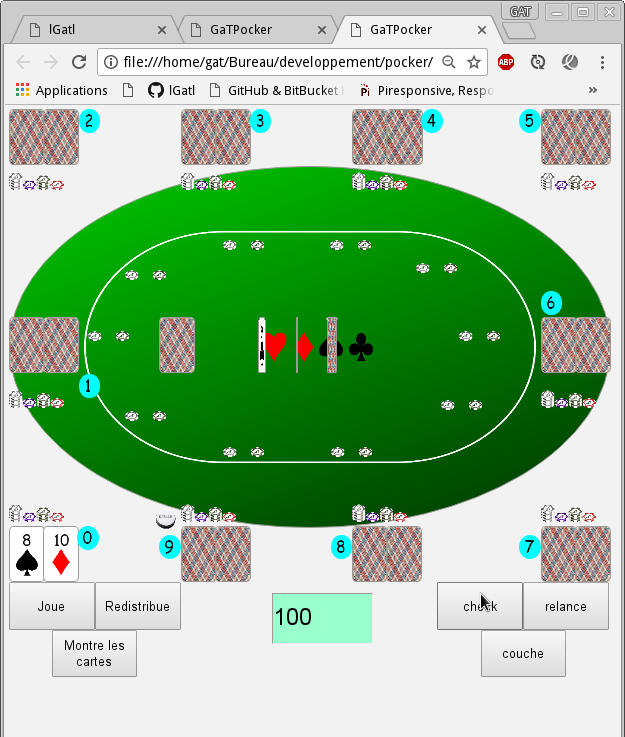 GAT
lGatl
GaTPocker
GaTPocker
file:///home/gat/Bureau/developpement/pocker/
ABP
Applications
lGatl
GitHub & BitBucket
Piresponsive, Respo
»
2
3
4
5
6
1
8
10
0
9
8
7
Joue
Redistribue
100
check
relance
Montre les
cartes
couche